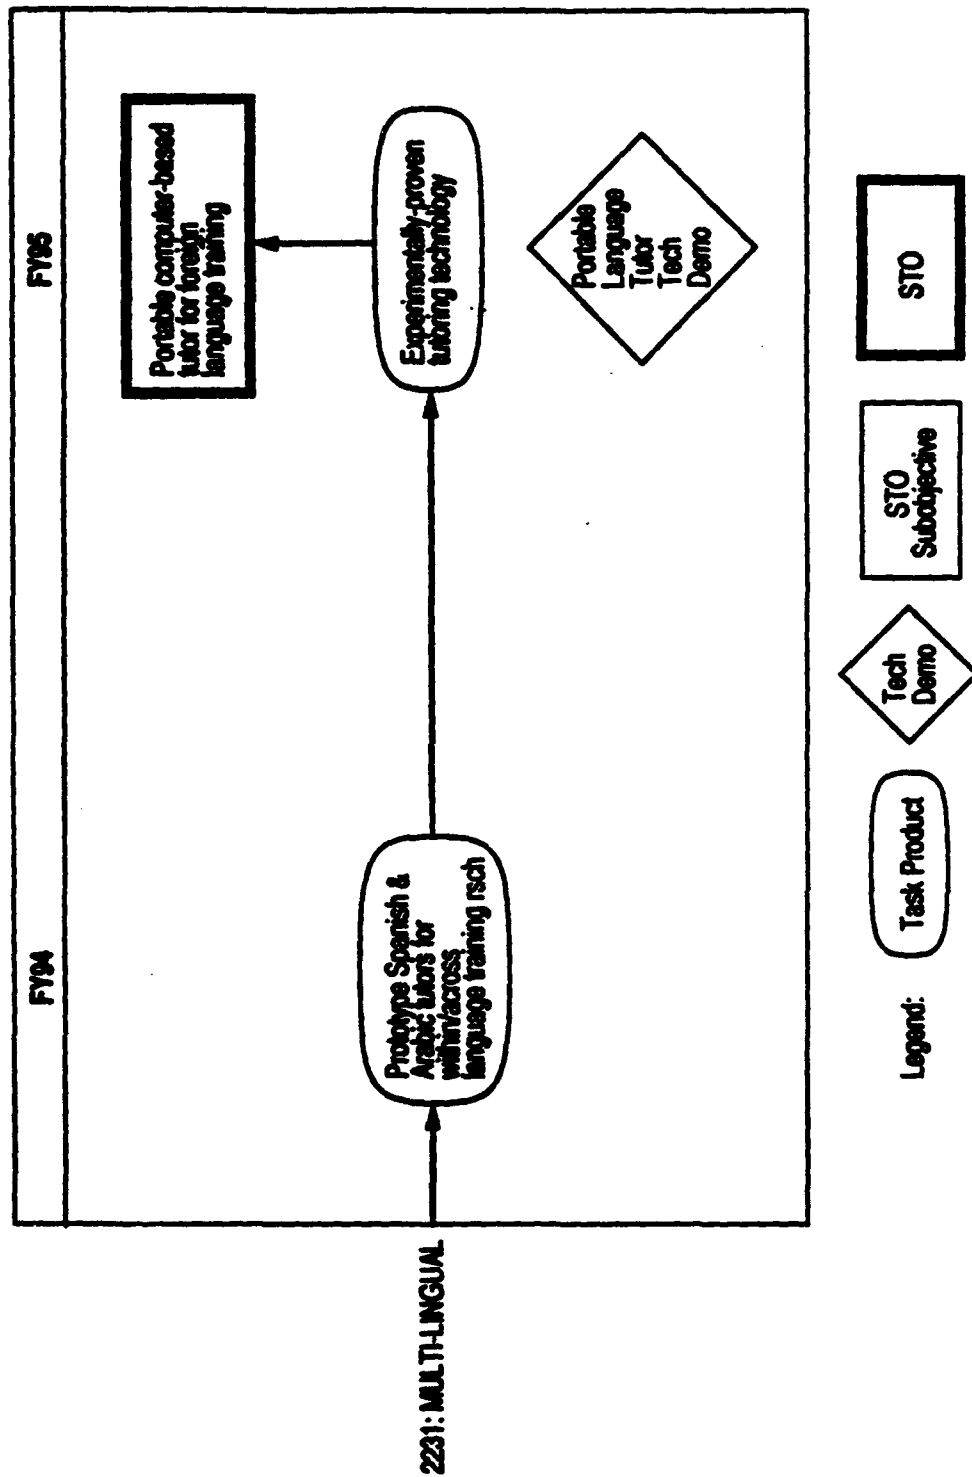 FY94
FY95
Portable computer-based
tutor for foreign
language training
2231: MULTI-LINGUAL
Prototype Spanish &
Arabic tutors for
within/across
language training rsch
Experimentally-proven
tutoring technology
Portable
Language
Tutor
Tech
Demo
Legend:
Task Product
Tech
Demo
STO
Subobjective
STO